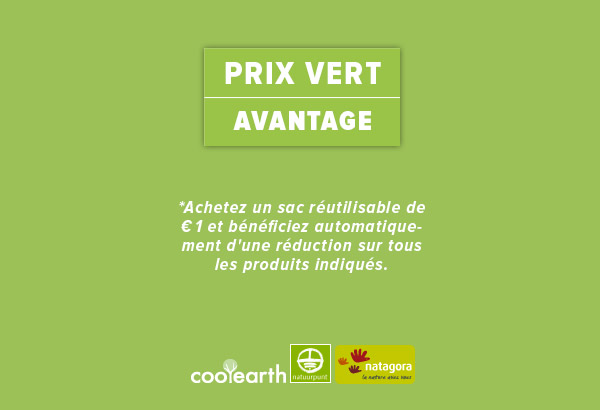 PRIX VERT
AVANTAGE
*Achetez un sac réutilisable de
€ 1 et bénéficiez automatique-
ment d'une réduction sur tous
les produits indiqués.
coolearth
natuurpunt
natagora
la nature avec vous